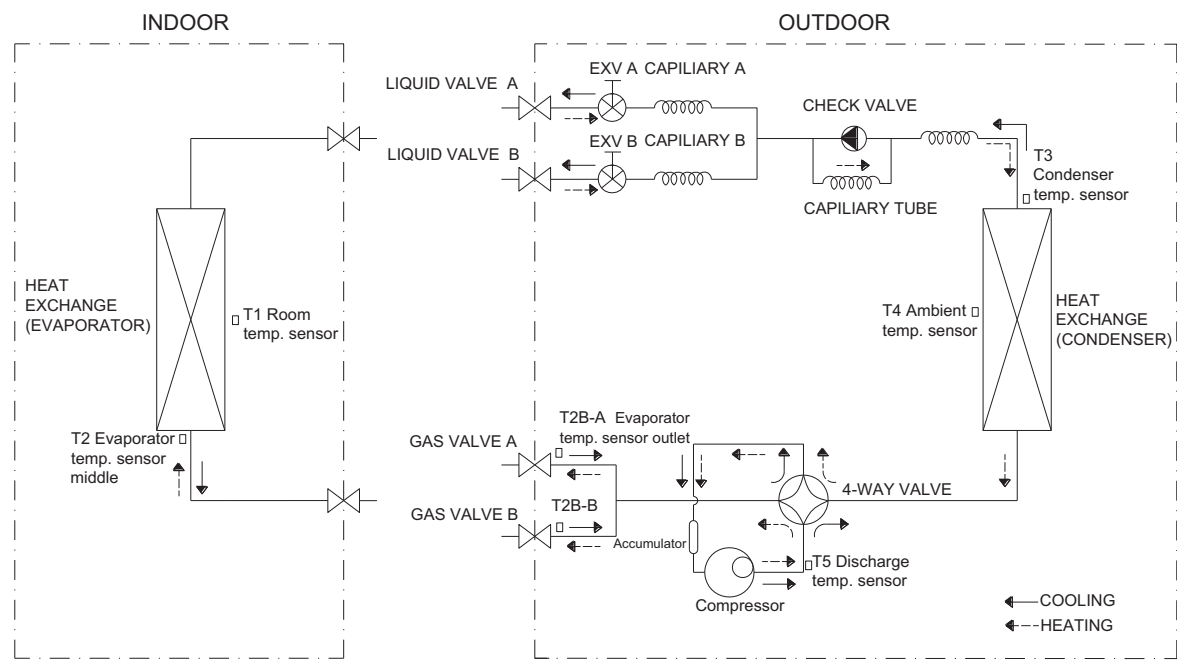 INDOOR
OUTDOOR
LIQUID VALVE A
EXV A CAPILIARY A
CHECK VALVE
LIQUID VALVE B
EXV B CAPILIARY B
T3
Condenser
temp. sensor
CAPILIARY TUBE
HEAT
EXCHANGE
(EVAPORATOR)
T1 Room
temp. sensor
T4 Ambient
temp. sensor
HEAT
EXCHANGE
(CONDENSER)
T2 Evaporator
temp. sensor
middle
GAS VALVE A
T2B-A Evaporator
temp. sensor outlet
4-WAY VALVE
GAS VALVE B
T2B-B
Accumulator
T5 Discharge
temp. sensor
Compressor
COOLING
HEATING